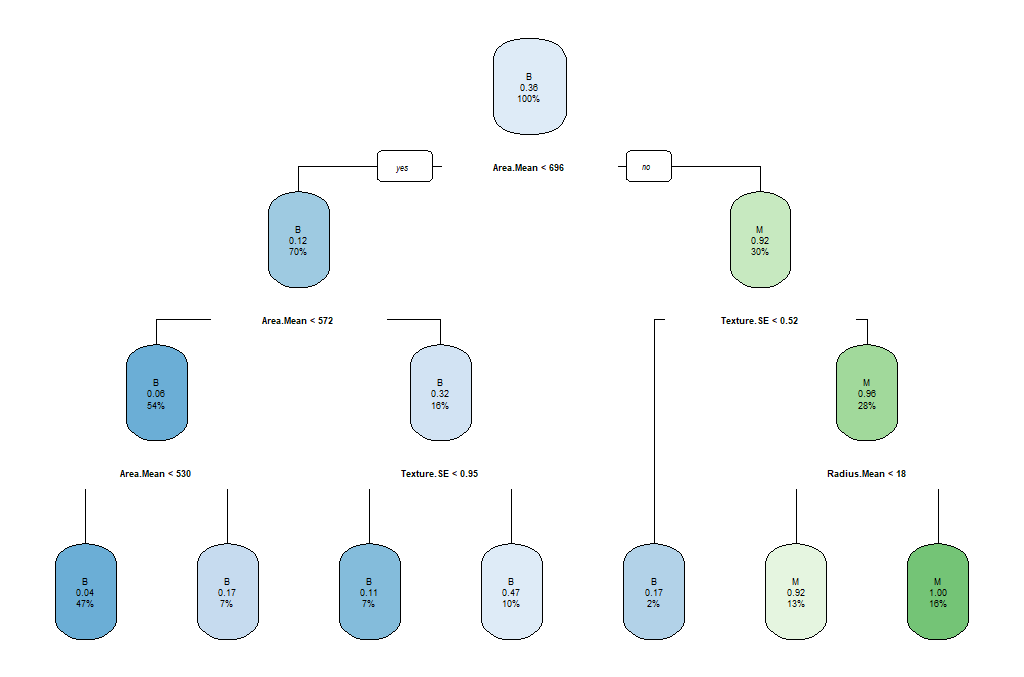 B
0.36
100%
yes
Area.Mean < 696
no
B
0.12
70%
M
0.92
30%
Area.Mean < 572
Texture.SE < 0.52
B
0.06
54%
B
0.32
16%
M
0.96
28%
Area.Mean < 530
Texture.SE < 0.95
Radius.Mean < 18
B
0.04
47%
B
0.17
7%
B
0.11
7%
B
0.47
10%
B
0.17
2%
M
0.92
13%
M
1.00
16%